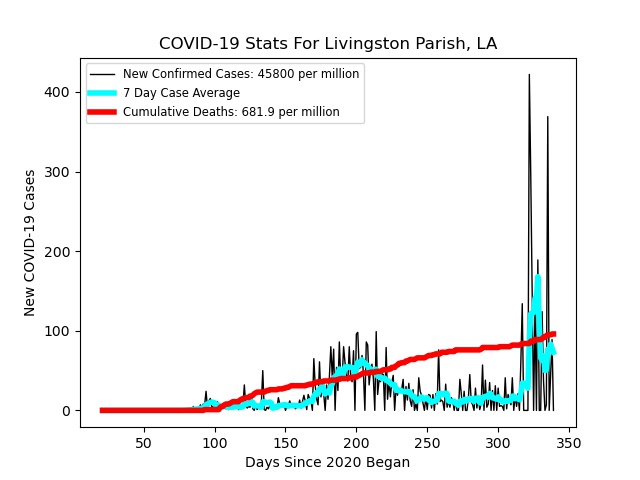 COVID-19 Stats For Livingston Parish, LA
New Confirmed Cases: 45800 per million
7 Day Case Average
Cumulative Deaths: 681.9 per million
New COVID-19 Cases
400
300
200
100
0
50 100 150 200 250 300 350
Days Since 2020 Began